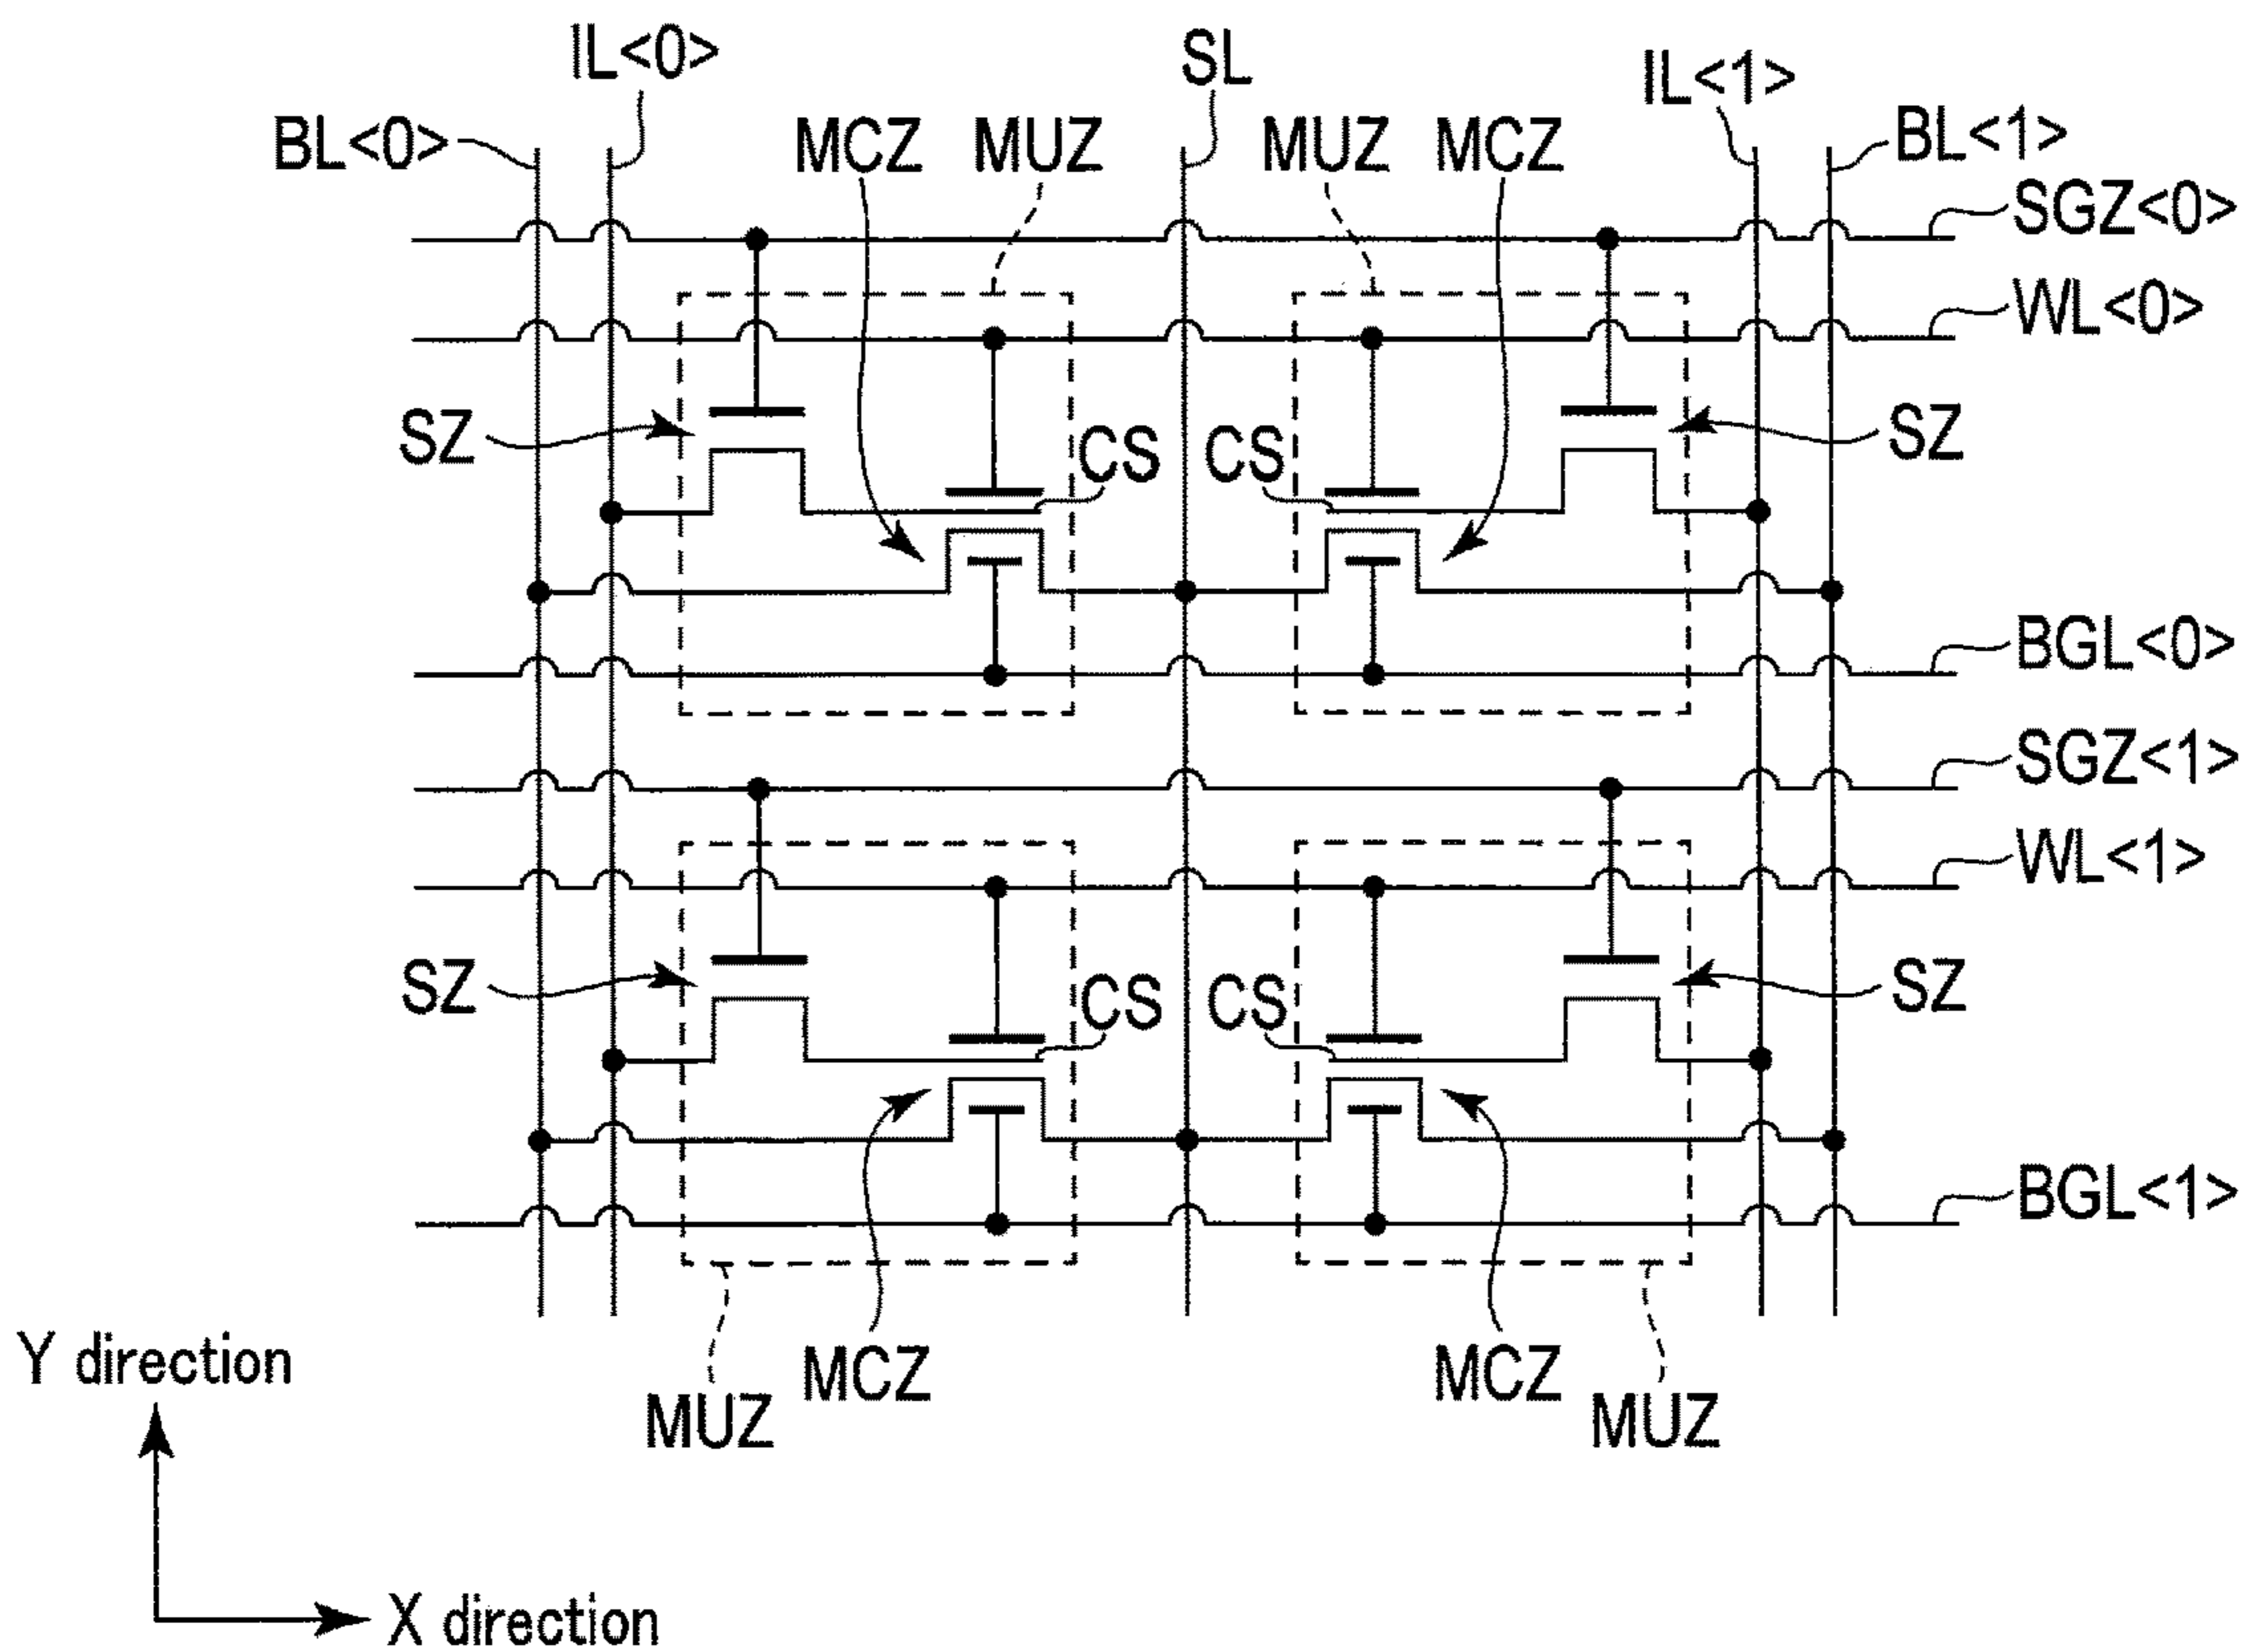 IL<0>
SL
IL<1>
BL<0>
MCZ
MUZ
MUZ
MCZ
BL<1>
SGZ<0>
WL<0>
SZ
CS
CS
SZ
BGL<0>
SGZ<1>
WL<1>
SZ
CS
CS
SZ
BGL<1>
Y direction
MCZ
MCZ
MUZ
MUZ
X direction